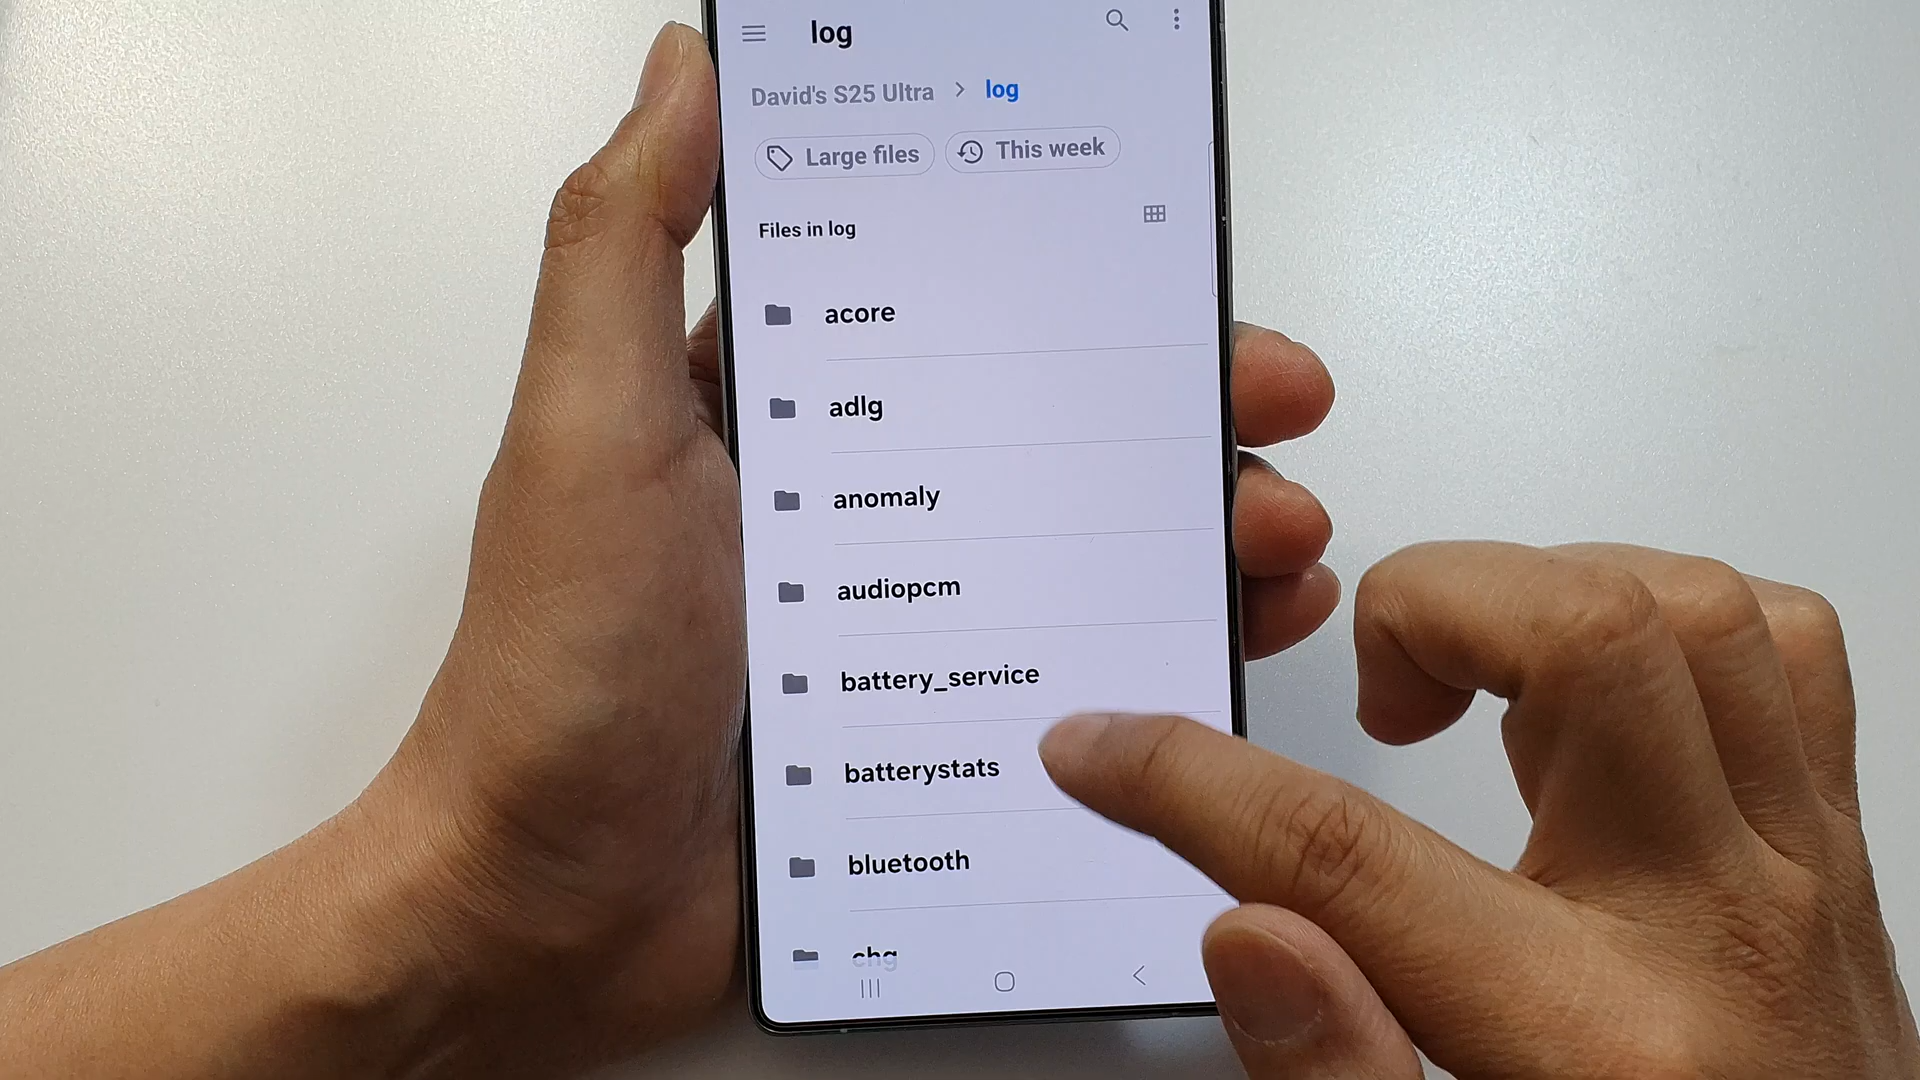 log
David's S25 Ultra > log
Large files This week
Files in log
acore
adlg
anomaly
audiopcm
battery_service
batterystats
bluetooth
chg